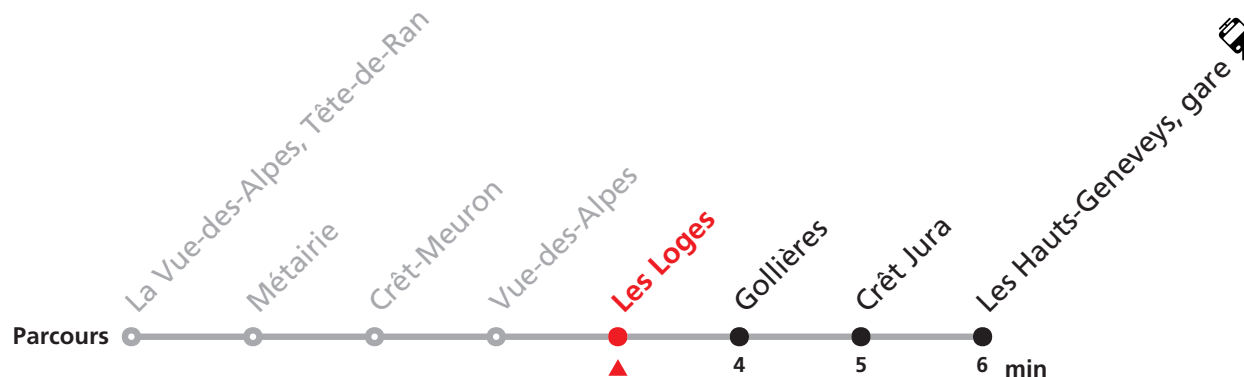 La Vue-des-Alpes, Tête-de-Ran
Métairie
Crêt-Meuron
Vue-des-Alpes
Les Loges
Gollières
Crêt Jura
Les Hauts-Geneveys, gare
Parcours
4
5
6
min